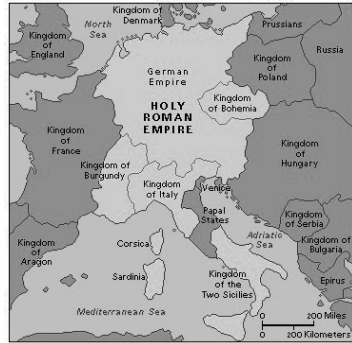 North
Sea
Kingdom of
Denmark
Prussians
Kingdom
of
England
Russia
German
Empire
Kingdom
of
Poland
HOLY
ROMAN
EMPIRE
Kingdom
of Bohemia
Kingdom
of
France
Kingdom
of
Hungary
Kingdom of
Burgundy
Kingdom
of Italy
Venice
Papal
States
Kingdom
of Serbia
Adriatic
Sea
Kingdom
of
Aragon
Corsica
Kingdom of
Bulgaria
Sardinia
Kingdom
of the
Two Sicilies
Epirus
Mediterranean Sea
0 200 Miles
0 200 Kilometers